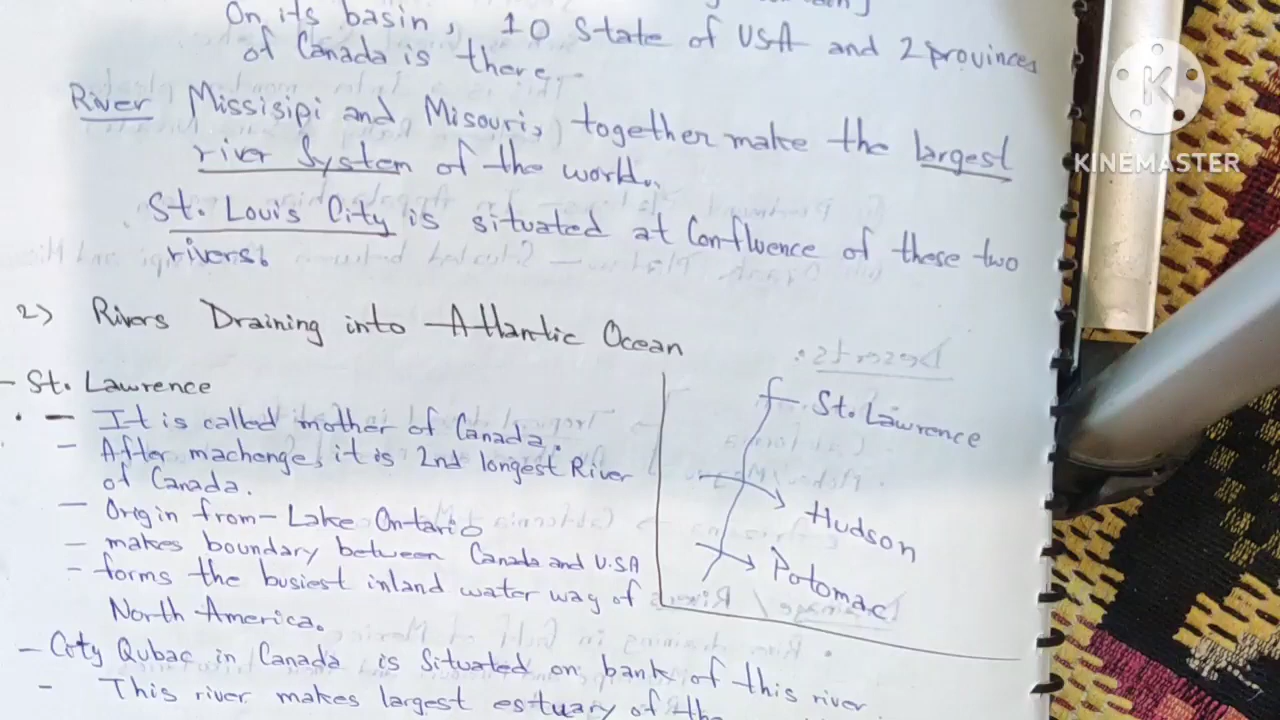 On its basin, 10 State of USA and 2 provinces
of Canada is there.
River Missisipi and Misouri, together make the largest
river System of the world.
St. Louis City is situated at Confluence of these two
rivers.
2) Rivers Draining into Atlantic Ocean
- St. Lawrence
- It is called mother of Canada.
- After machenge, it is 2nd longest River
of Canada.
- Origin from - Lake Ontario
- makes boundary between Canada and U.SA
- forms the busiest inland water way of
North America.
- City Qubac in Canada is Situated on bank of this river
- This river makes largest estuary of the
St. Lawrence
Hudson
Potomac
KINEMASTER